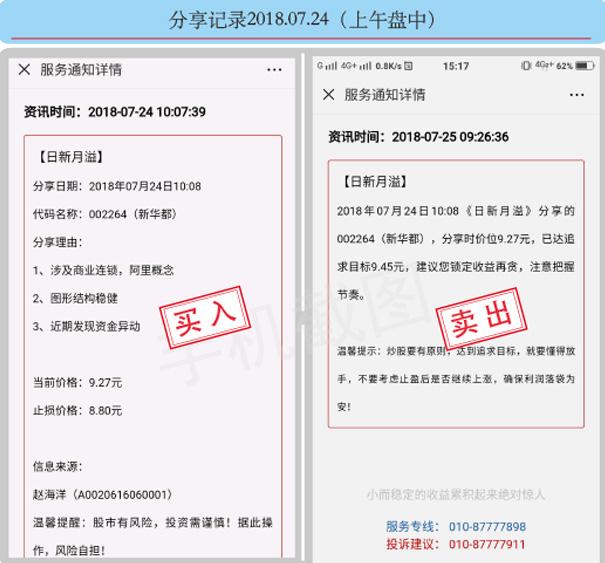 分享记录2018.07.24（上午盘中）
服务通知详情
资讯时间：2018-07-24 10:07:39
【日新月溢】
分享日期：2018年07月24日10:08
代码名称：002264（新华都）
分享理由：
1、涉及商业连锁，阿里概念
2、图形结构稳健
3、近期发现资金异动
买入
当前价格：9.27元
止损价格：8.80元
信息来源：
赵海洋（A0020616060001）
温馨提醒：股市有风险，投资需谨慎！据此操
作，风险自担！
G 4G+ 0.8K/s 15:17 4G+ 62%
服务通知详情
资讯时间：2018-07-25 09:26:36
【日新月溢】
2018年07月24日10:08《日新月溢》分享的
002264（新华都），分享时价位9.27元，已达追
求目标9.45元，建议您锁定收益再贪，注意把握
节奏。
卖出
温馨提示：炒股要有原则，达到追求目标，就要懂得放
手，不要考虑止盈后是否继续上涨，确保利润落袋为
安！
小而稳定的收益累积起来绝对惊人
服务专线： 010-87777898
投诉建议： 010-87777911
手机截图